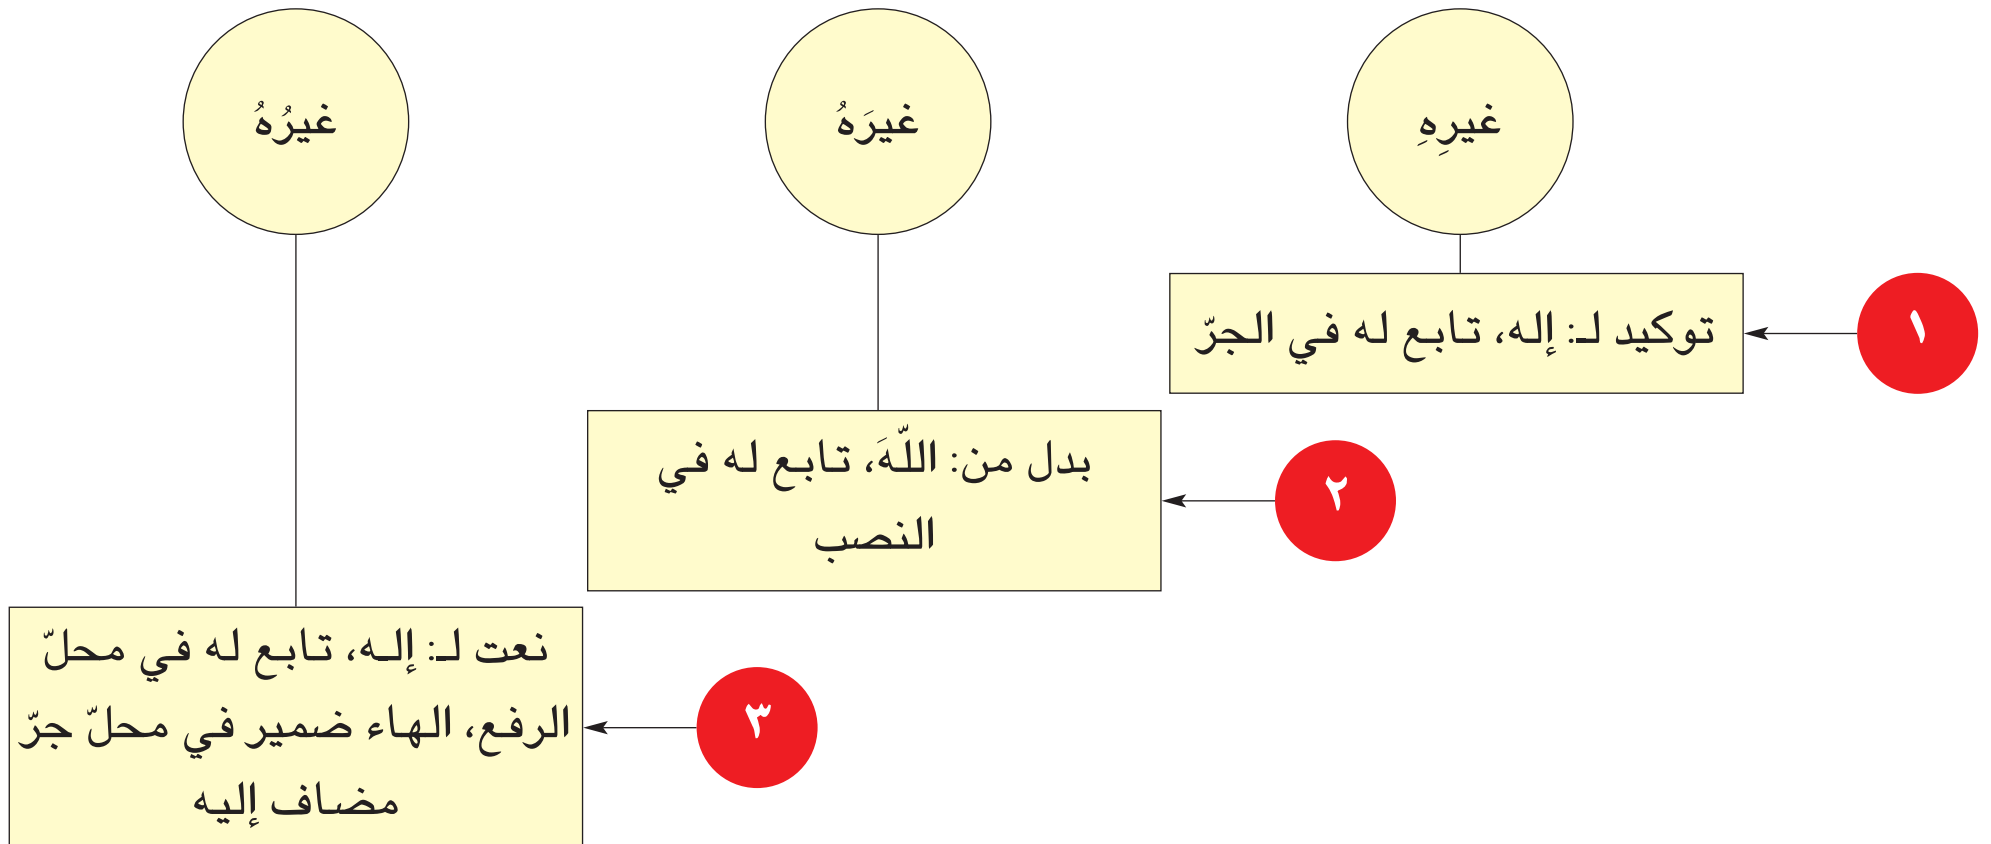 غيرِهِ
غيرَهُ
غيرُهُ
توكيد لـ: إله، تابع له في الجرّ
١
بدل من: اللّهَ، تابع له في
النصب
٢
نعت لـ: إلـه، تابع له في محلّ
الرفع، الهاء ضمير في محلّ جرّ
مضاف إليه
٣